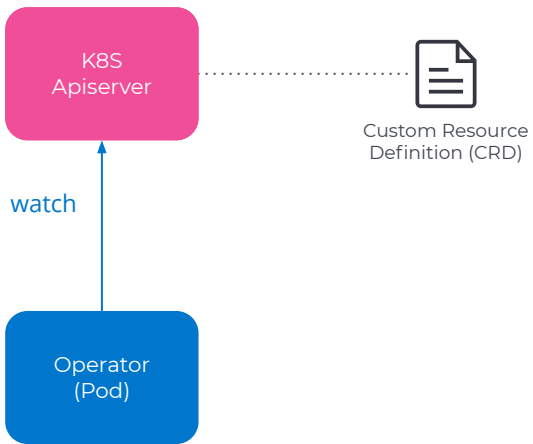 K8S
Apiserver
Custom Resource
Definition (CRD)
watch
Operator
(Pod)